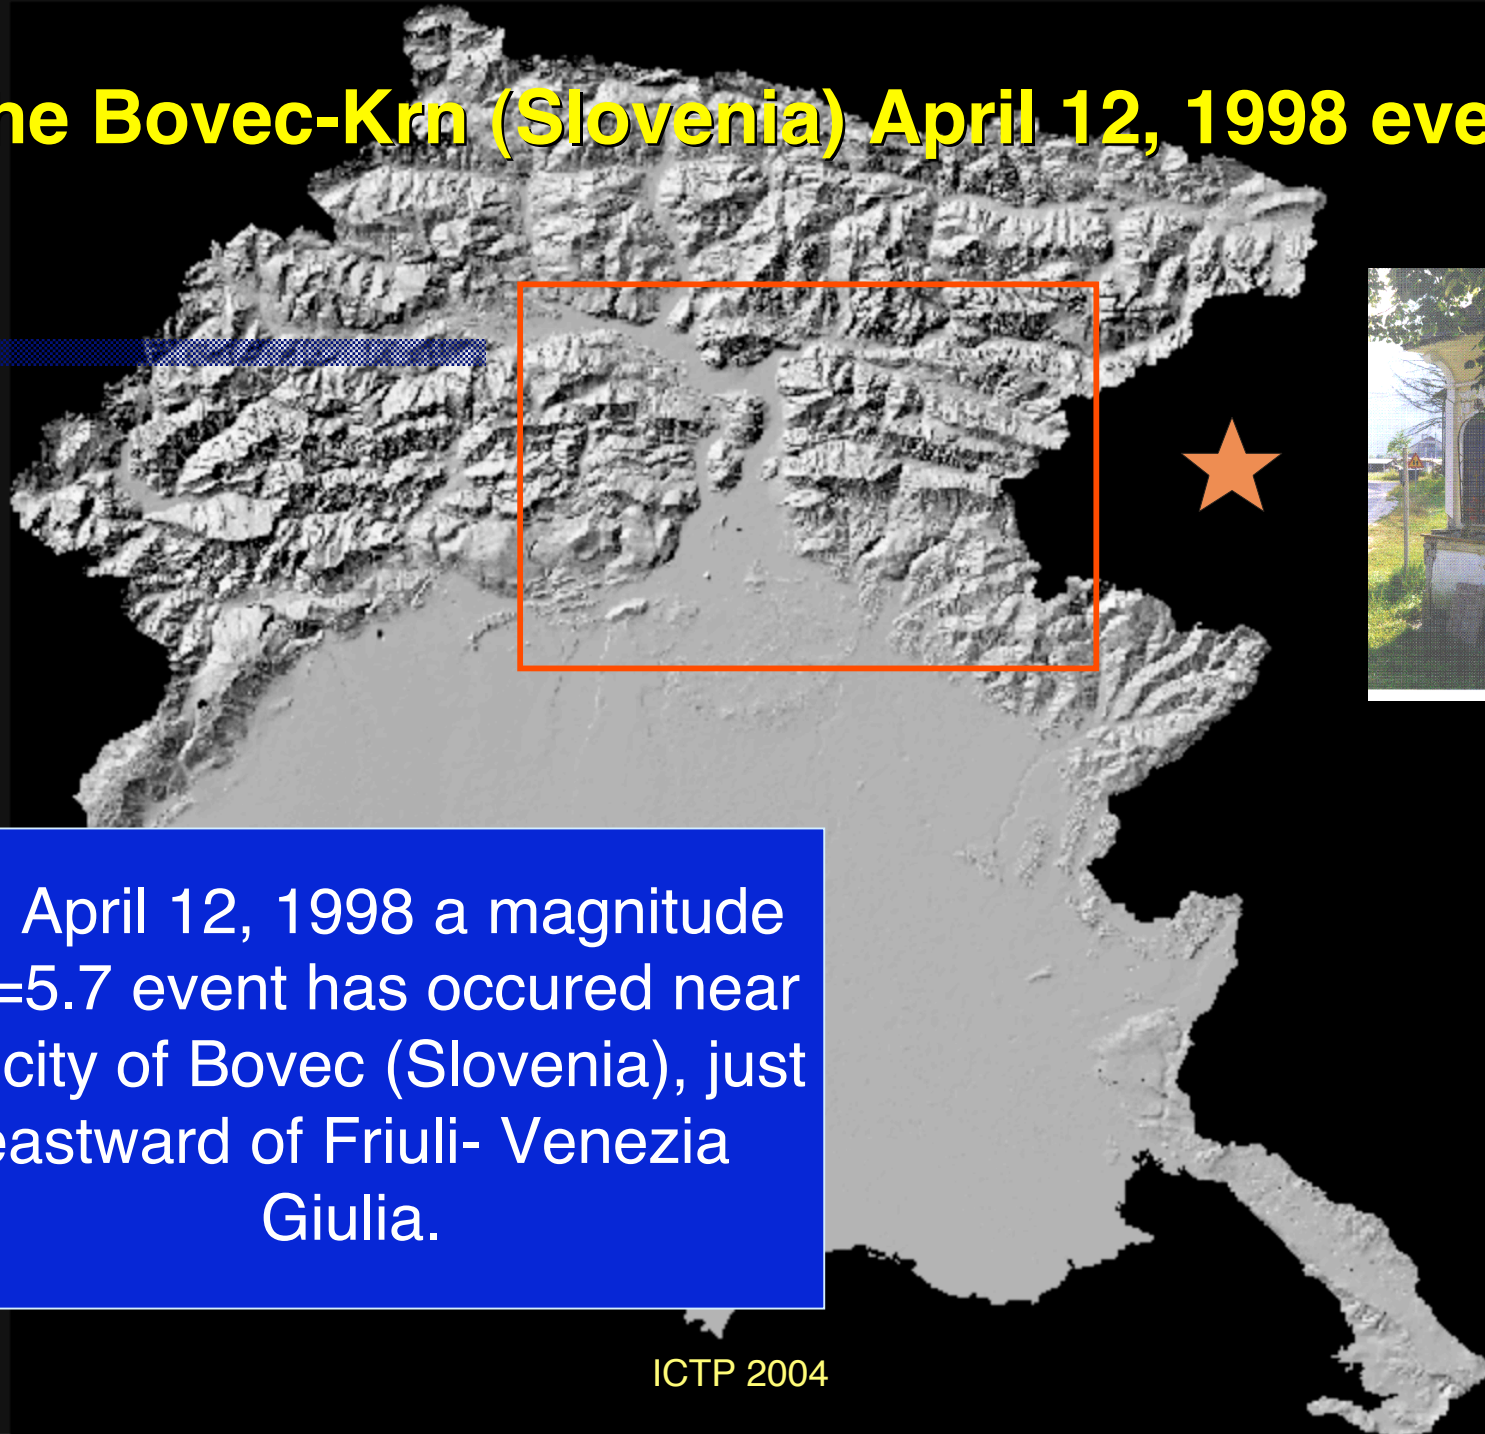 he Bovec-Krn (Slovenia) April 12, 1998 eve
April 12, 1998 a magnitude
=5.7 event has occured near
city of Bovec (Slovenia), just
eastward of Friuli- Venezia
Giulia.
ICTP 2004